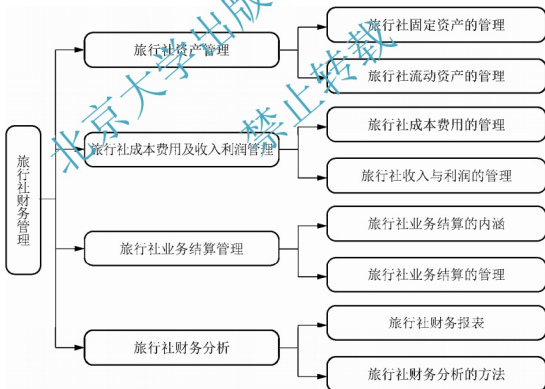 旅行社财务管理
旅行社资产管理
旅行社固定资产的管理
旅行社流动资产的管理
旅行社成本费用及收入利润管理
旅行社成本费用的管理
旅行社收入与利润的管理
旅行社业务结算管理
旅行社业务结算的内涵
旅行社业务结算的管理
旅行社财务分析
旅行社财务报表
旅行社财务分析的方法
北京大学出版
禁止转载